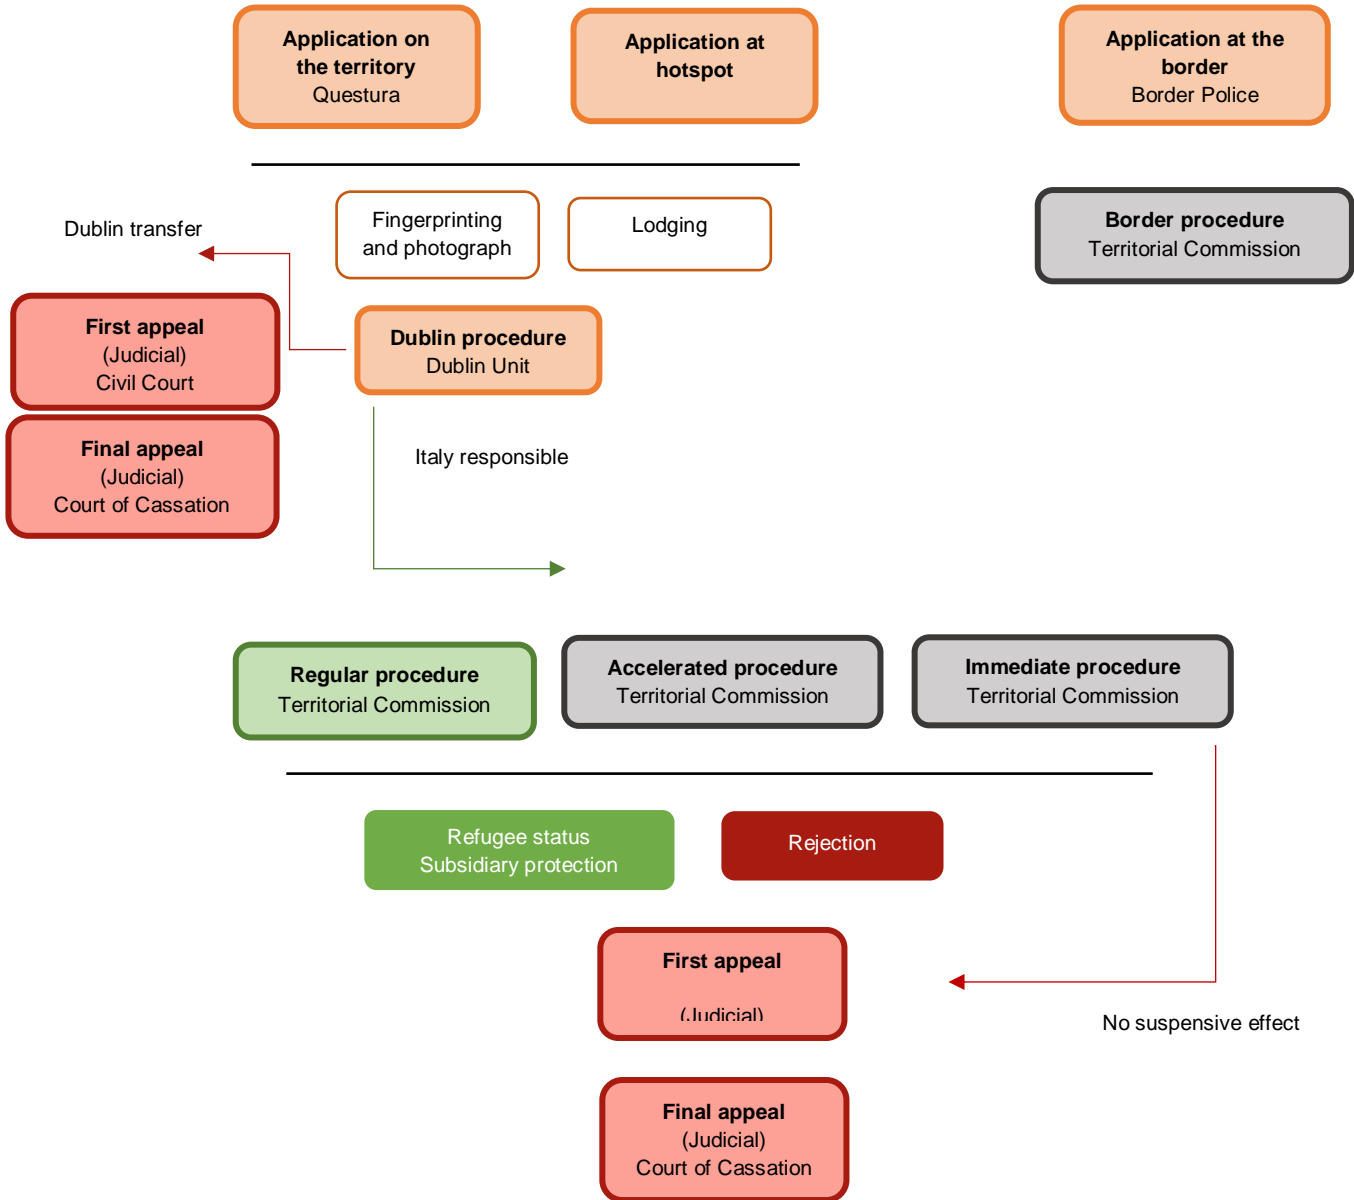 Application on
the territory
Questura
Application at
hotspot
Application at the
border
Border Police
Fingerprinting
and photograph
Lodging
Border procedure
Territorial Commission
Dublin transfer
First appeal
(Judicial)
Civil Court
Dublin procedure
Dublin Unit
Final appeal
(Judicial)
Court of Cassation
Italy responsible
Regular procedure
Territorial Commission
Accelerated procedure
Territorial Commission
Immediate procedure
Territorial Commission
Refugee status
Subsidiary protection
Rejection
First appeal
(Judicial)
No suspensive effect
Final appeal
(Judicial)
Court of Cassation